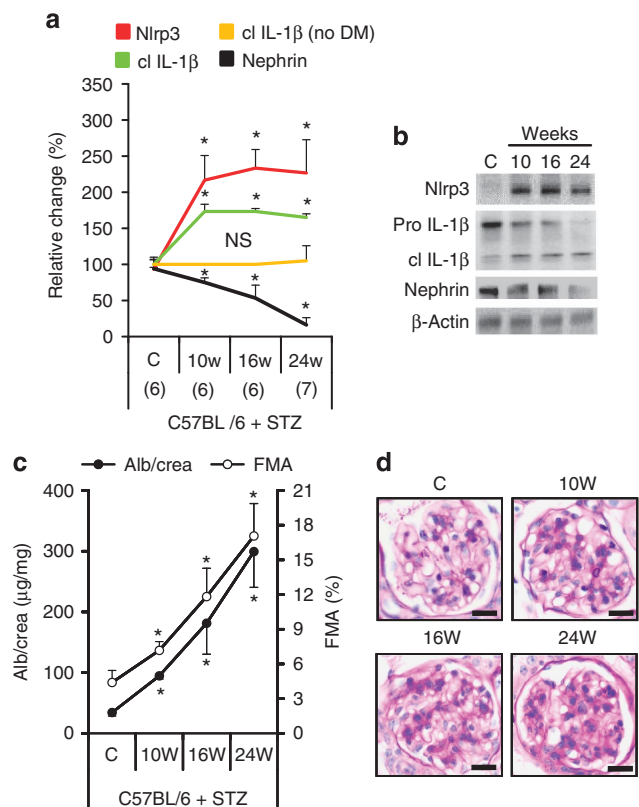 a
Nlrp3
cl IL-1β (no DM)
cl IL-1β
Nephrin
350
300
250
200
150
100
50
0
Relative change (%)
*
*
*
*
*
*
NS
*
*
*
C
10w
16w
24w
(6)
(6)
(6)
(7)
C57BL /6 + STZ
b
Weeks
C 10 16 24
Nlrp3
Pro IL-1β
cl IL-1β
Nephrin
β-Actin
c
Alb/crea
FMA
400
300
200
100
0
Alb/crea (µg/mg)
21
18
15
12
9
6
3
0
FMA (%)
*
*
*
*
*
*
C
10W
16W
24W
C57BL/6 + STZ
d
C
10W
16W
24W